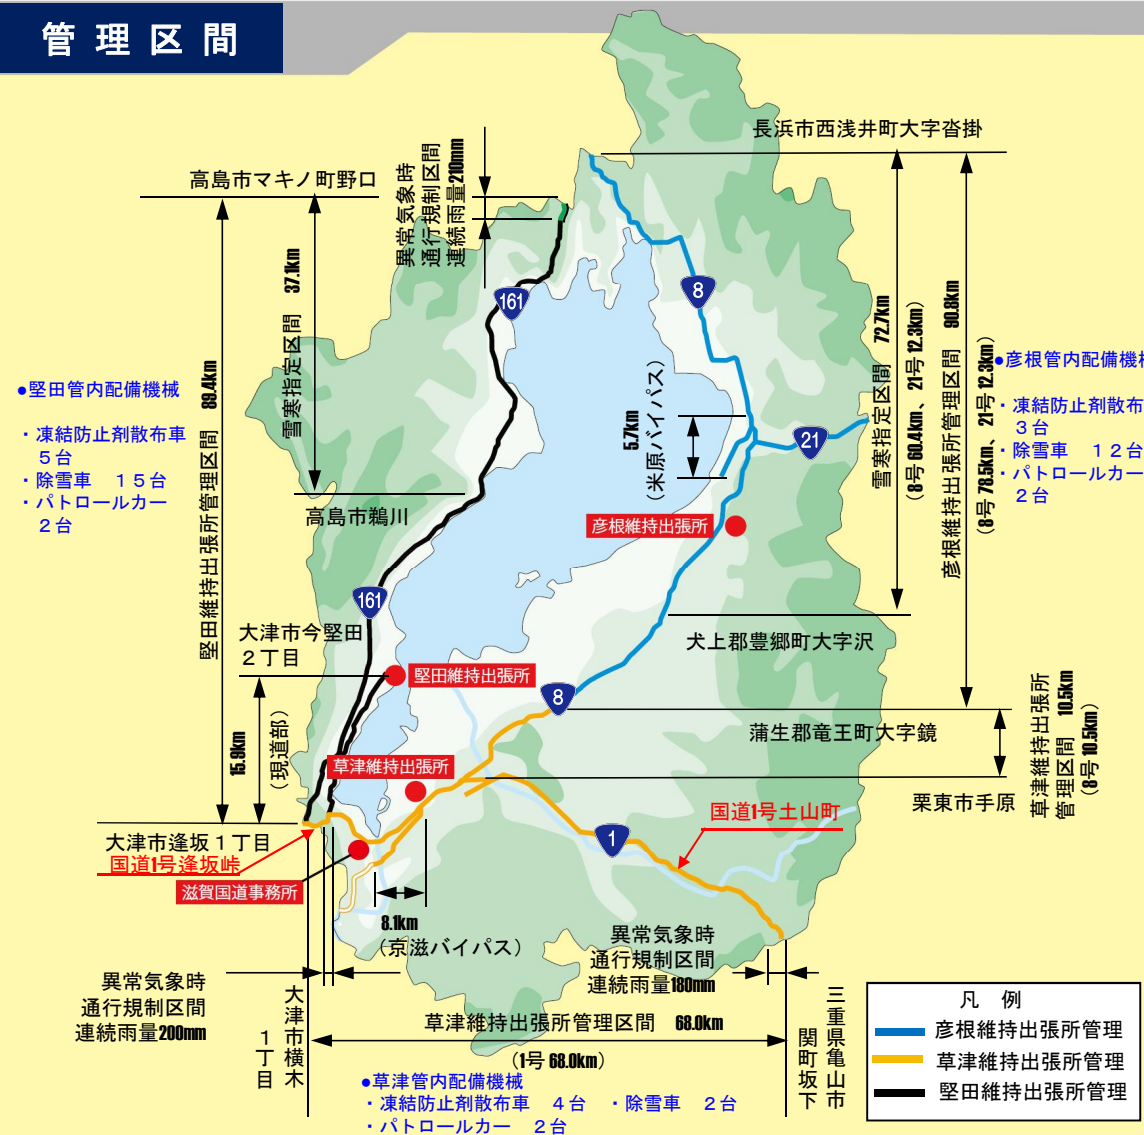 管理区間
長浜市西浅井町大字沓掛
高島市マキノ町野口
異常気象時
通行規制区間
連続雨量210mm
161
8
雪寒指定区間 37.1km
堅田維持出張所管理区間 89.4km
雪寒指定区間 72.7km
(8号 60.4km、21号 12.3km)
彦根維持出張所管理区間 90.8km
(8号 78.5km、21号 12.3km)
●堅田管内配備機械
・凍結防止剤散布車
５台
・除雪車 １５台
・パトロールカー
２台
●彦根管内配備機械
・凍結防止剤散布
３台
・除雪車 １２台
・パトロールカー
２台
5.7km
(米原バイパス)
21
高島市鵜川
彦根維持出張所
161
大津市今堅田
２丁目
犬上郡豊郷町大字沢
堅田維持出張所
8
蒲生郡竜王町大字鏡
草津維持出張所
管理区間 10.5km
(8号 10.5km)
15.9km
(現道部)
草津維持出張所
栗東市手原
国道1号土山町
1
大津市逢坂１丁目
国道1号逢坂峠
滋賀国道事務所
8.1km
(京滋バイパス)
異常気象時
通行規制区間
連続雨量180mm
異常気象時
通行規制区間
連続雨量200mm
大津市横木
１丁目
草津維持出張所管理区間 68.0km
(1号 68.0km)
三重県亀山市
関町坂下
●草津管内配備機械
・凍結防止剤散布車 ４台 ・除雪車 ２台
・パトロールカー ２台
凡 例
彦根維持出張所管理
草津維持出張所管理
堅田維持出張所管理